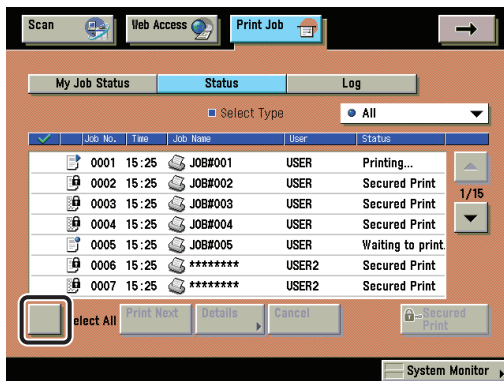 Scan Web Access Print Job
My Job Status Status Log
Select Type All
Job No. Time Job Name User Status
0001 15:25 JOB#001 USER Printing...
0002 15:25 JOB#002 USER Secured Print
1/15
0003 15:25 JOB#003 USER Secured Print
0004 15:25 JOB#004 USER Secured Print
0005 15:25 JOB#005 USER Waiting to print.
0006 15:25 ******** USER2 Secured Print
0007 15:25 ******** USER2 Secured Print
elect All Print Next Details Cancel Secured
Print
System Monitor